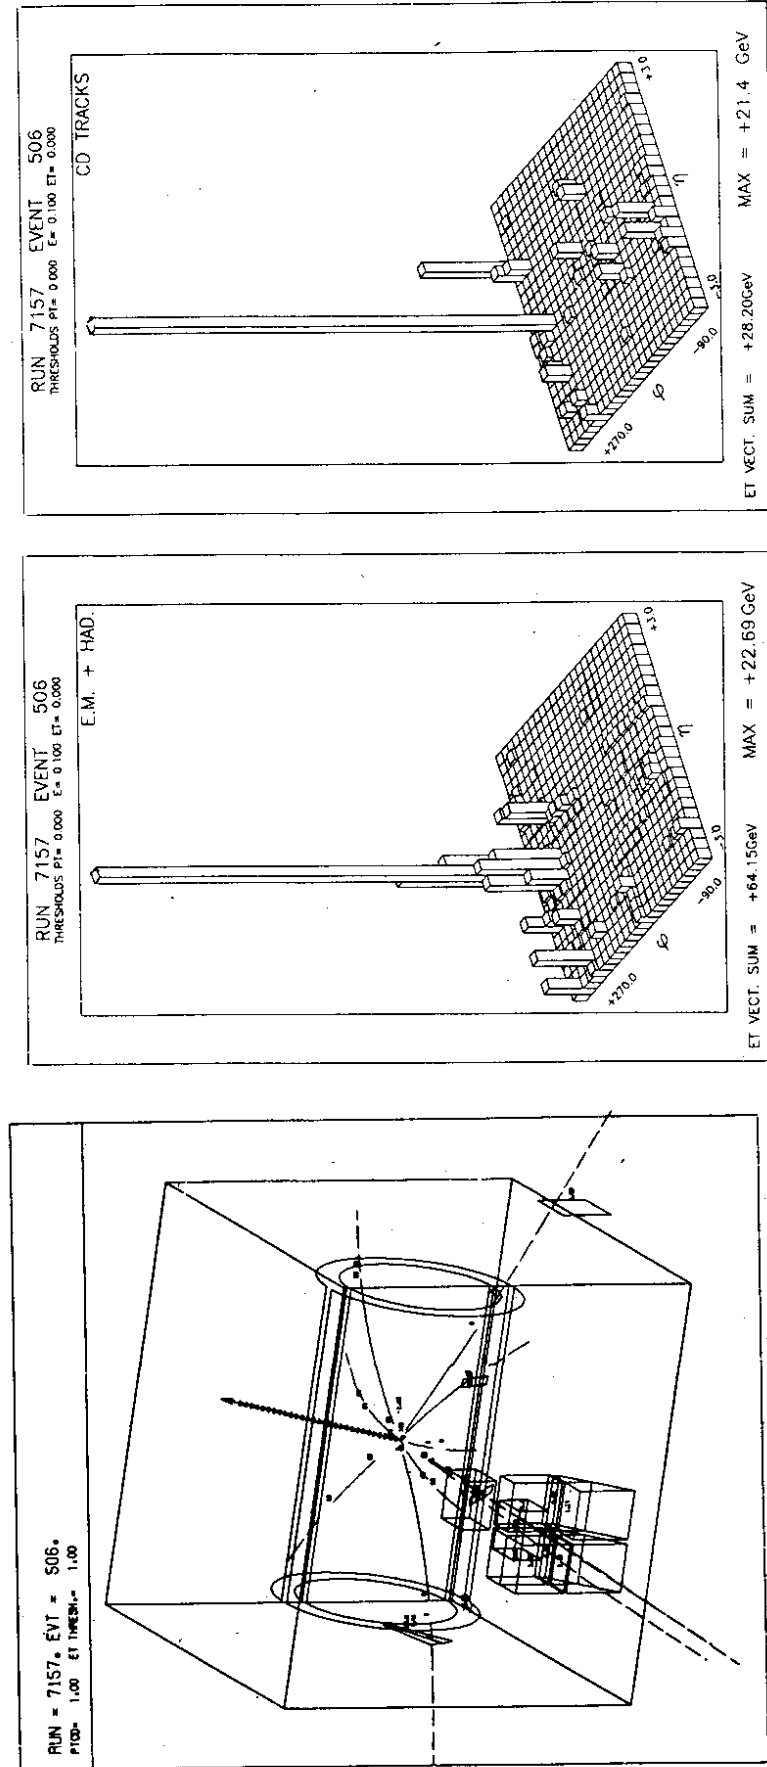 RUN 7157 EVENT 506
THRESHOLDS PT= 0.000 E= 0.100 ET= 0.000
CD TRACKS
+3.0
η
-3.0
-90.0
φ
+270.0
ET VECT. SUM = +28.20GeV MAX = +21.4 GeV
RUN 7157 EVENT 506
THRESHOLDS PT= 0.000 E= 0.100 ET= 0.000
E.M. + HAD.
+3.0
η
-3.0
-90.0
φ
+270.0
ET VECT. SUM = +64.15GeV MAX = +22.69 GeV
RUN = 7157. EVT = 506.
PTCD= 1.00 ET THRESH.= 1.00